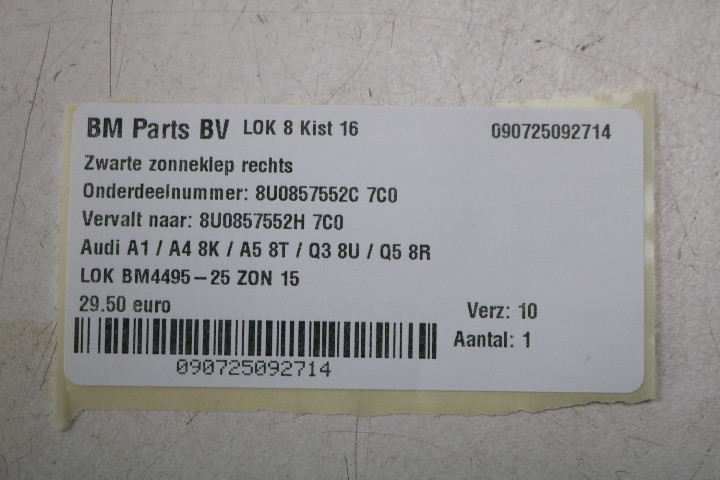 BM Parts BV LOK 8 Kist 16 090725092714
Zwarte zonneklep rechts
Onderdeelnummer: 8U0857552C 7C0
Vervalt naar: 8U0857552H 7C0
Audi A1 / A4 8K / A5 8T / Q3 8U / Q5 8R
LOK BM4495-25 ZON 15
29.50 euro Verz: 10
Aantal: 1
090725092714